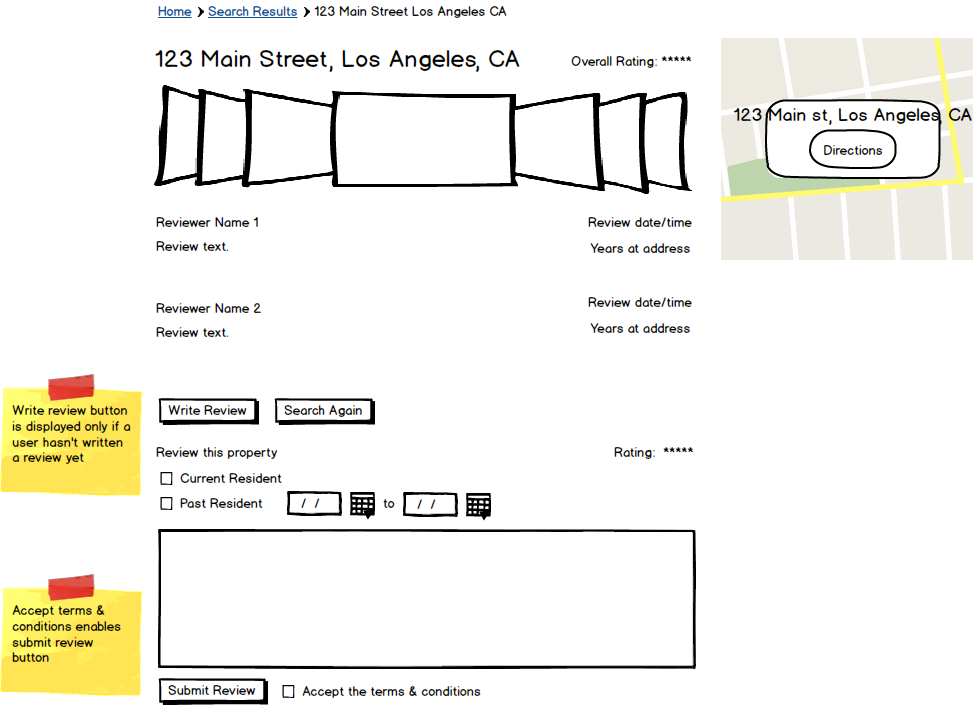 Home ❯ Search Results ❯ 123 Main Street Los Angeles CA
123 Main Street, Los Angeles, CA
Overall Rating: *****
123 Main st, Los Angeles, CA
Directions
Reviewer Name 1
Review date/time
Review text.
Years at address
Reviewer Name 2
Review date/time
Review text.
Years at address
Write review button
is displayed only if a
user hasn't written
a review yet
Write Review
Search Again
Review this property
Rating: *****
Current Resident
Past Resident / / to / /
Accept terms &
conditions enables
submit review
button
Submit Review
Accept the terms & conditions